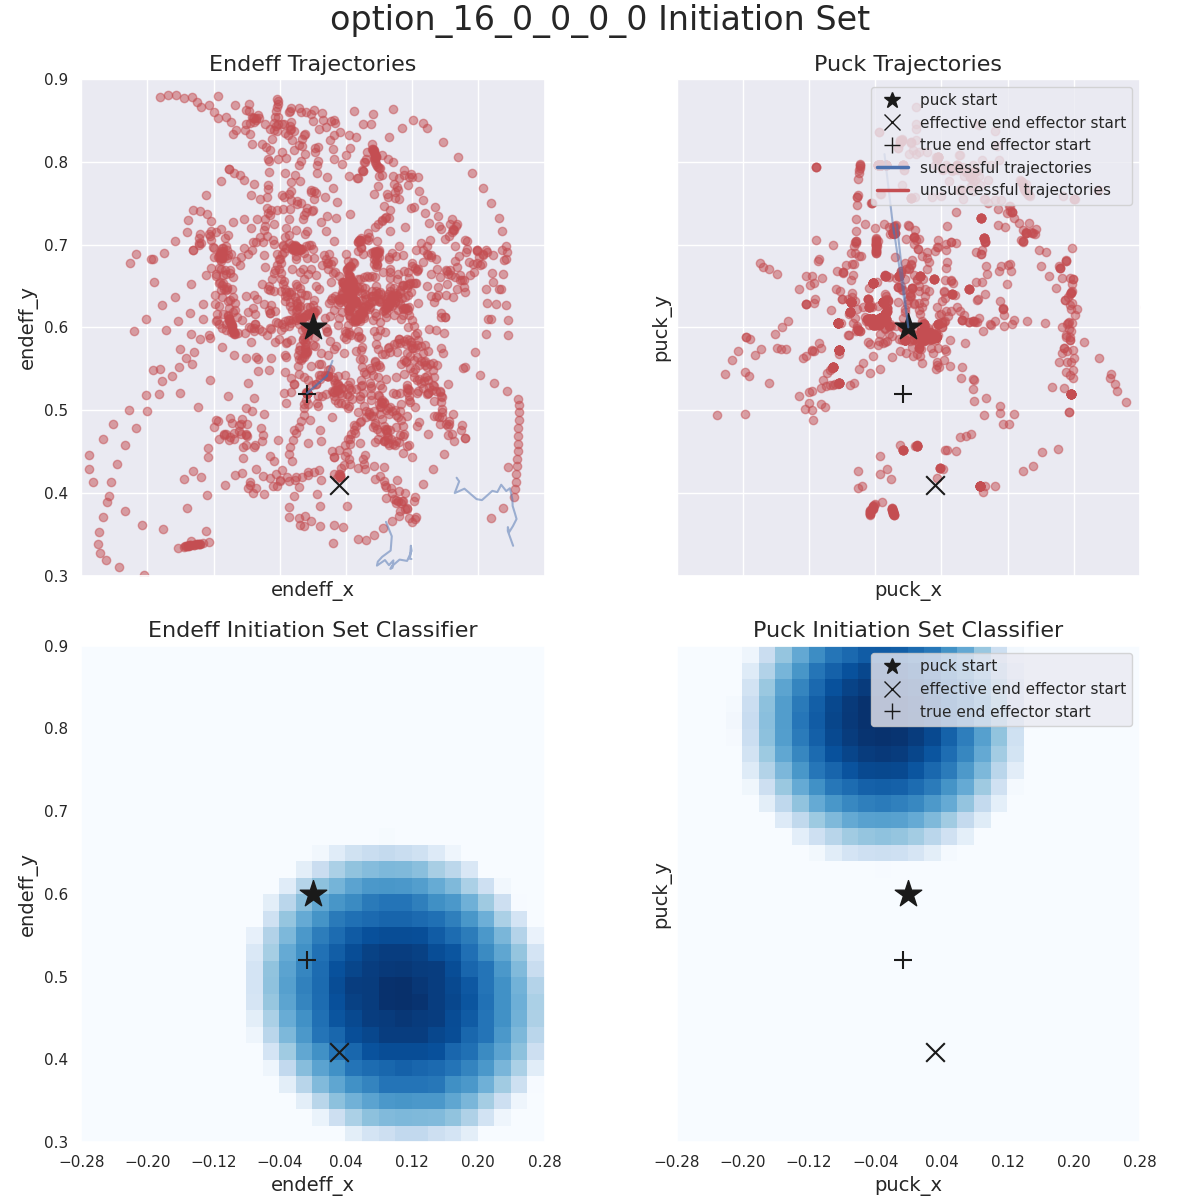 option_16_0_0_0_0 Initiation Set
Endeff Trajectories
0.9
0.8
0.7
0.6
0.5
0.4
0.3
endeff_y
endeff_x
Puck Trajectories
puck start
effective end effector start
true end effector start
successful trajectories
unsuccessful trajectories
puck_y
puck_x
Endeff Initiation Set Classifier
0.9
0.8
0.7
0.6
0.5
0.4
0.3
endeff_y
−0.28 −0.20 −0.12 −0.04 0.04 0.12 0.20 0.28
endeff_x
Puck Initiation Set Classifier
puck start
effective end effector start
true end effector start
puck_y
−0.28 −0.20 −0.12 −0.04 0.04 0.12 0.20 0.28
puck_x